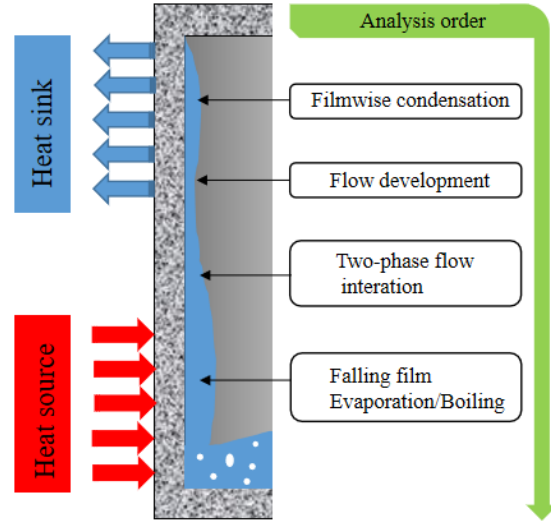 Analysis order
Heat sink
Filmwise condensation
Flow development
Two-phase flow
interation
Heat source
Falling film
Evaporation/Boiling